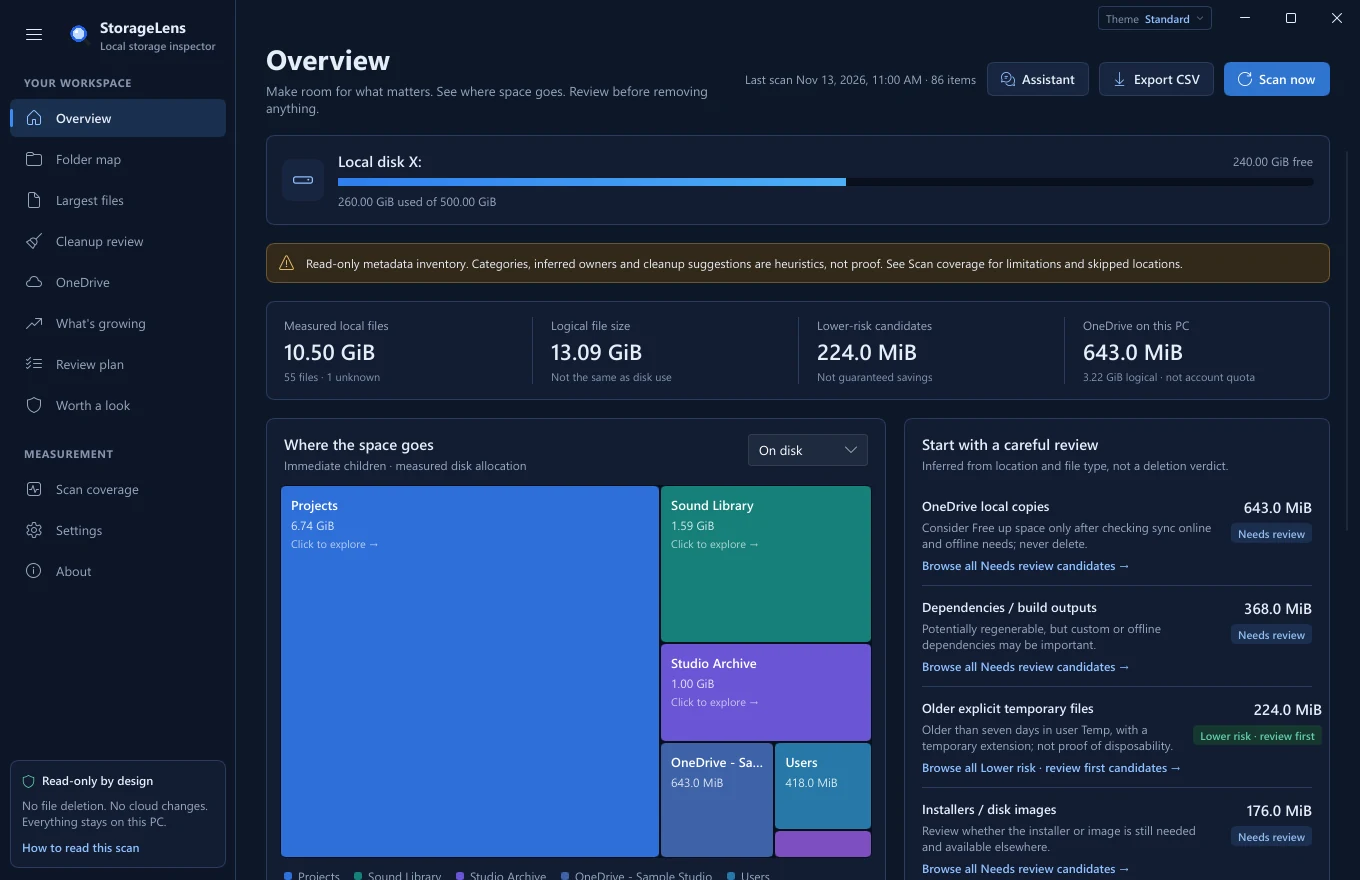 StorageLens
Local storage inspector
YOUR WORKSPACE
Overview
Folder map
Largest files
Cleanup review
OneDrive
What's growing
Review plan
Worth a look
MEASUREMENT
Scan coverage
Settings
About
Read-only by design
No file deletion. No cloud changes.
Everything stays on this PC.
How to read this scan
Theme Standard
Overview
Make room for what matters. See where space goes. Review before removing
anything.
Last scan Nov 13, 2026, 11:00 AM · 86 items
Assistant
Export CSV
Scan now
Local disk X:
240.00 GiB free
260.00 GiB used of 500.00 GiB
Read-only metadata inventory. Categories, inferred owners and cleanup suggestions are heuristics, not proof. See Scan coverage for limitations and skipped locations.
Measured local files
10.50 GiB
55 files · 1 unknown
Logical file size
13.09 GiB
Not the same as disk use
Lower-risk candidates
224.0 MiB
Not guaranteed savings
OneDrive on this PC
643.0 MiB
3.22 GiB logical · not account quota
Where the space goes
Immediate children · measured disk allocation
On disk
Projects
6.74 GiB
Click to explore →
Sound Library
1.59 GiB
Click to explore →
Studio Archive
1.00 GiB
Click to explore →
OneDrive - Sa...
643.0 MiB
Users
418.0 MiB
Projects Sound Library Studio Archive OneDrive - Sample Studio Users
Start with a careful review
Inferred from location and file type, not a deletion verdict.
OneDrive local copies
643.0 MiB
Consider Free up space only after checking sync online
and offline needs; never delete.
Needs review
Browse all Needs review candidates →
Dependencies / build outputs
368.0 MiB
Potentially regenerable, but custom or offline
dependencies may be important.
Needs review
Browse all Needs review candidates →
Older explicit temporary files
224.0 MiB
Older than seven days in user Temp, with a
temporary extension; not proof of disposability.
Lower risk · review first
Browse all Lower risk · review first candidates →
Installers / disk images
176.0 MiB
Review whether the installer or image is still needed
and available elsewhere.
Needs review
Browse all Needs review candidates →